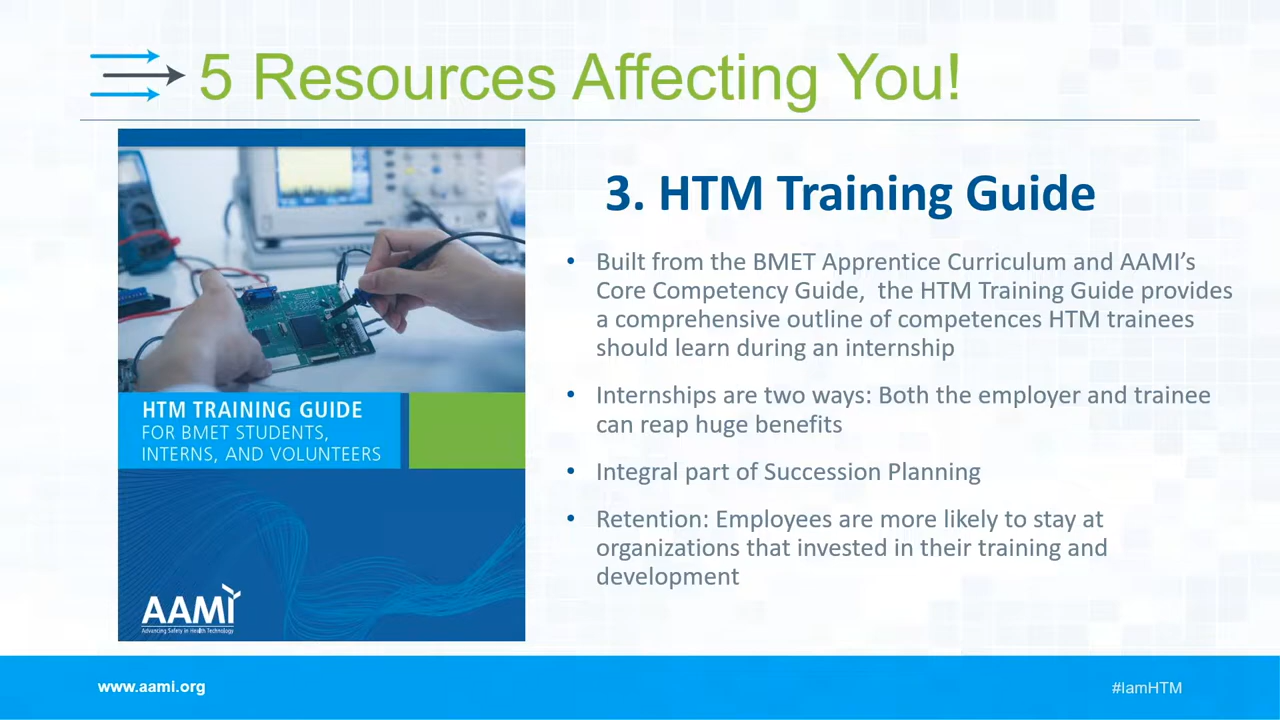 5 Resources Affecting You!
HTM TRAINING GUIDE
FOR BMET STUDENTS,
INTERNS, AND VOLUNTEERS
AAMI
Advancing Safety in Health Technology
3. HTM Training Guide
• Built from the BMET Apprentice Curriculum and AAMI’s
Core Competency Guide,  the HTM Training Guide provides
a comprehensive outline of competences HTM trainees
should learn during an internship
• Internships are two ways: Both the employer and trainee
can reap huge benefits
• Integral part of Succession Planning
• Retention: Employees are more likely to stay at
organizations that invested in their training and
development
www.aami.org
#IamHTM